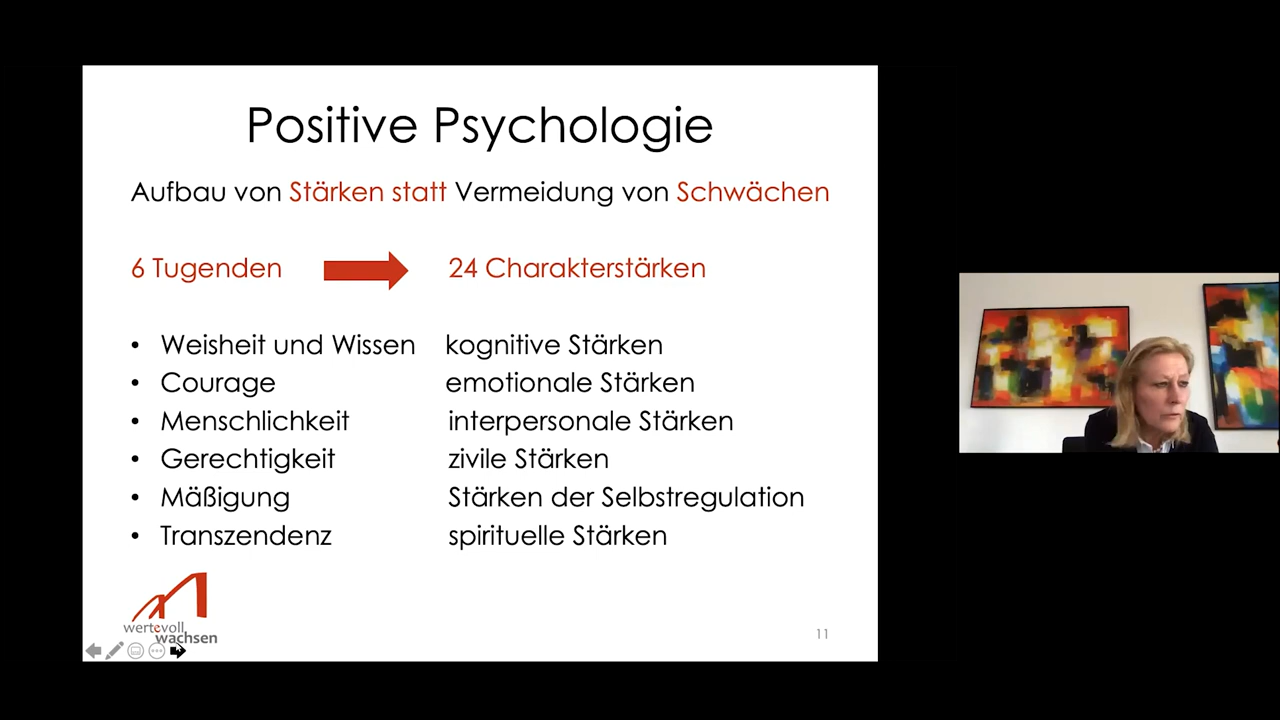 Positive Psychologie
Aufbau von Stärken statt Vermeidung von Schwächen
6 Tugenden 24 Charakterstärken
• Weisheit und Wissen kognitive Stärken
• Courage emotionale Stärken
• Menschlichkeit interpersonale Stärken
• Gerechtigkeit zivile Stärken
• Mäßigung Stärken der Selbstregulation
• Transzendenz spirituelle Stärken
wertevoll
wachsen
11